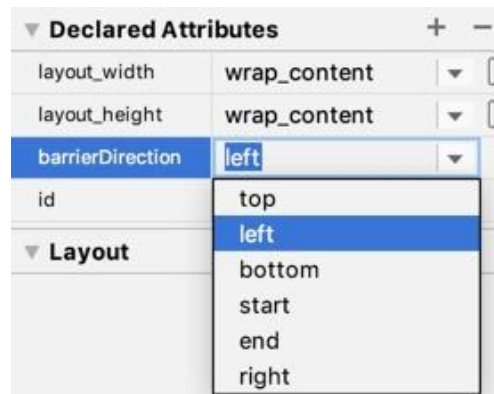 Declared Attributes + −
layout_width wrap_content
layout_height wrap_content
barrierDirection left
id
top
left
Layout
bottom
start
end
right